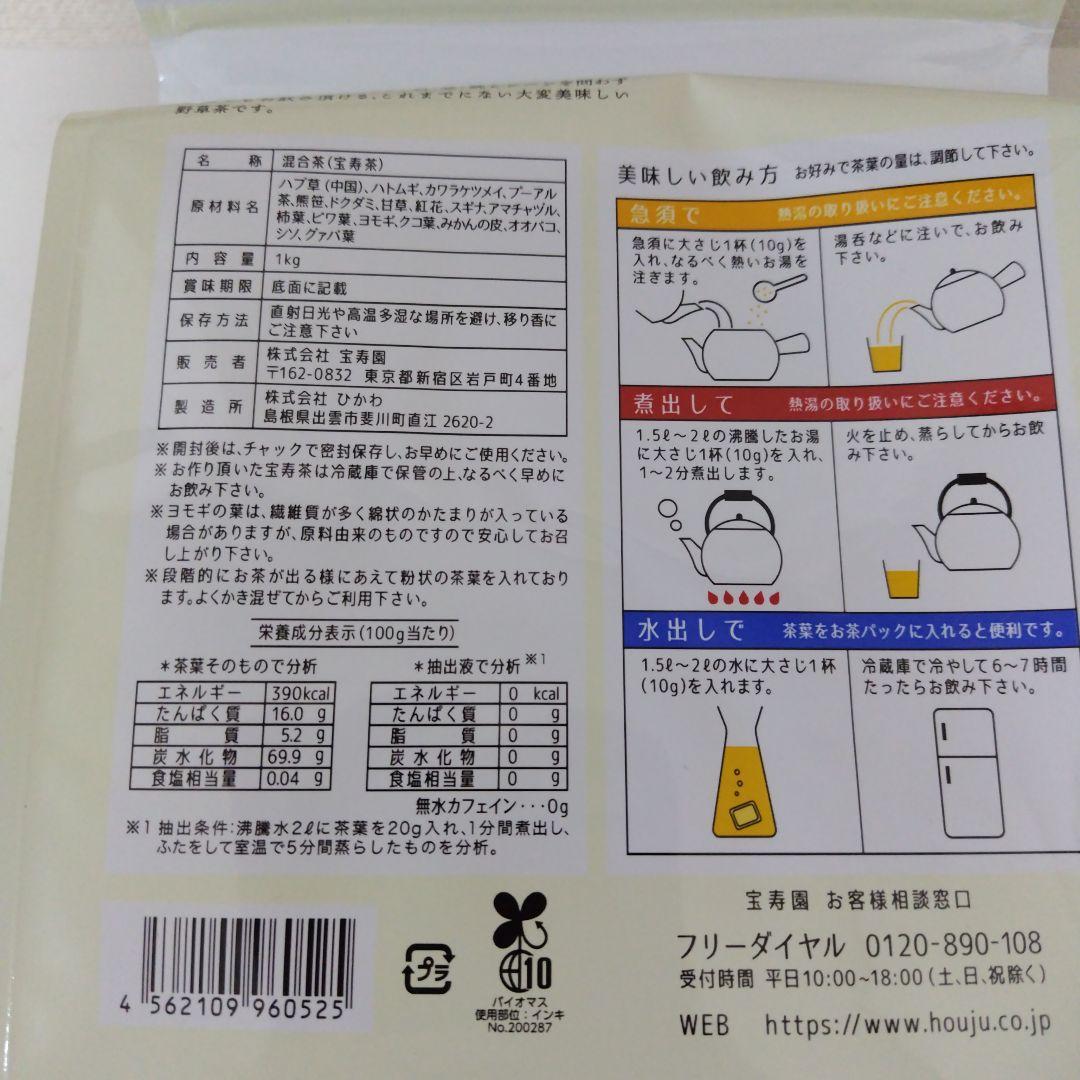 野草茶です。
名称 混合茶(宝寿茶)
原材料名 ハブ草(中国)、ハトムギ、カワラケツメイ、プーアル
茶、熊笹、ドクダミ、甘草、紅花、スギナ、アマチャヅル、
柿葉、ビワ葉、ヨモギ、クコ葉、みかんの皮、オオバコ、
シソ、グァバ葉
内容量 1kg
賞味期限 底面に記載
保存方法 直射日光や高温多湿な場所を避け、移り香に
ご注意下さい
販売者 株式会社 宝寿園
〒162-0832 東京都新宿区岩戸町4番地
製造所 株式会社 ひかわ
島根県出雲市斐川町直江 2620-2
※開封後は、チャックで密封保存し、お早めにご使用ください。
※お作り頂いた宝寿茶は冷蔵庫で保管の上、なるべく早めに
お飲み下さい。
※ヨモギの葉は、繊維質が多く綿状のかたまりが入っている
場合がありますが、原料由来のものですので安心してお召
し上がり下さい。
※段階的にお茶が出る様にあえて粉状の茶葉を入れており
ます。よくかき混ぜてからご利用下さい。
栄養成分表示(100g当たり)
*茶葉そのもので分析
エネルギー 390kcal
たんぱく質 16.0 g
脂質 5.2 g
炭水化物 69.9 g
食塩相当量 0.04 g
*抽出液で分析※1
エネルギー 0 kcal
たんぱく質 0 g
脂質 0 g
炭水化物 0 g
食塩相当量 0 g
無水カフェイン・・・0g
※1 抽出条件:沸騰水2ℓに茶葉を20g入れ、1分間煮出し、
ふたをして室温で5分間蒸らしたものを分析。
美味しい飲み方 お好みで茶葉の量は、調節して下さい。
急須で 熱湯の取り扱いにご注意ください。
急須に大さじ1杯(10g)を
入れ、なるべく熱いお湯を
注ぎます。
湯呑などに注いで、お飲み
下さい。
煮出して 熱湯の取り扱いにご注意ください。
1.5ℓ~2ℓの沸騰したお湯
に大さじ1杯(10g)を入れ、
1~2分煮出します。
火を止め、蒸らしてからお飲
み下さい。
水出しで 茶葉をお茶パックに入れると便利です。
1.5ℓ~2ℓの水に大さじ1杯
(10g)を入れます。
冷蔵庫で冷やして6~7時間
たったらお飲み下さい。
4 562109 960525
プラ
10
バイオマス
使用部位:インキ
No.200287
宝寿園 お客様相談窓口
フリーダイヤル 0120-890-108
受付時間 平日10:00~18:00(土、日、祝除く)
WEB https://www.houju.co.jp